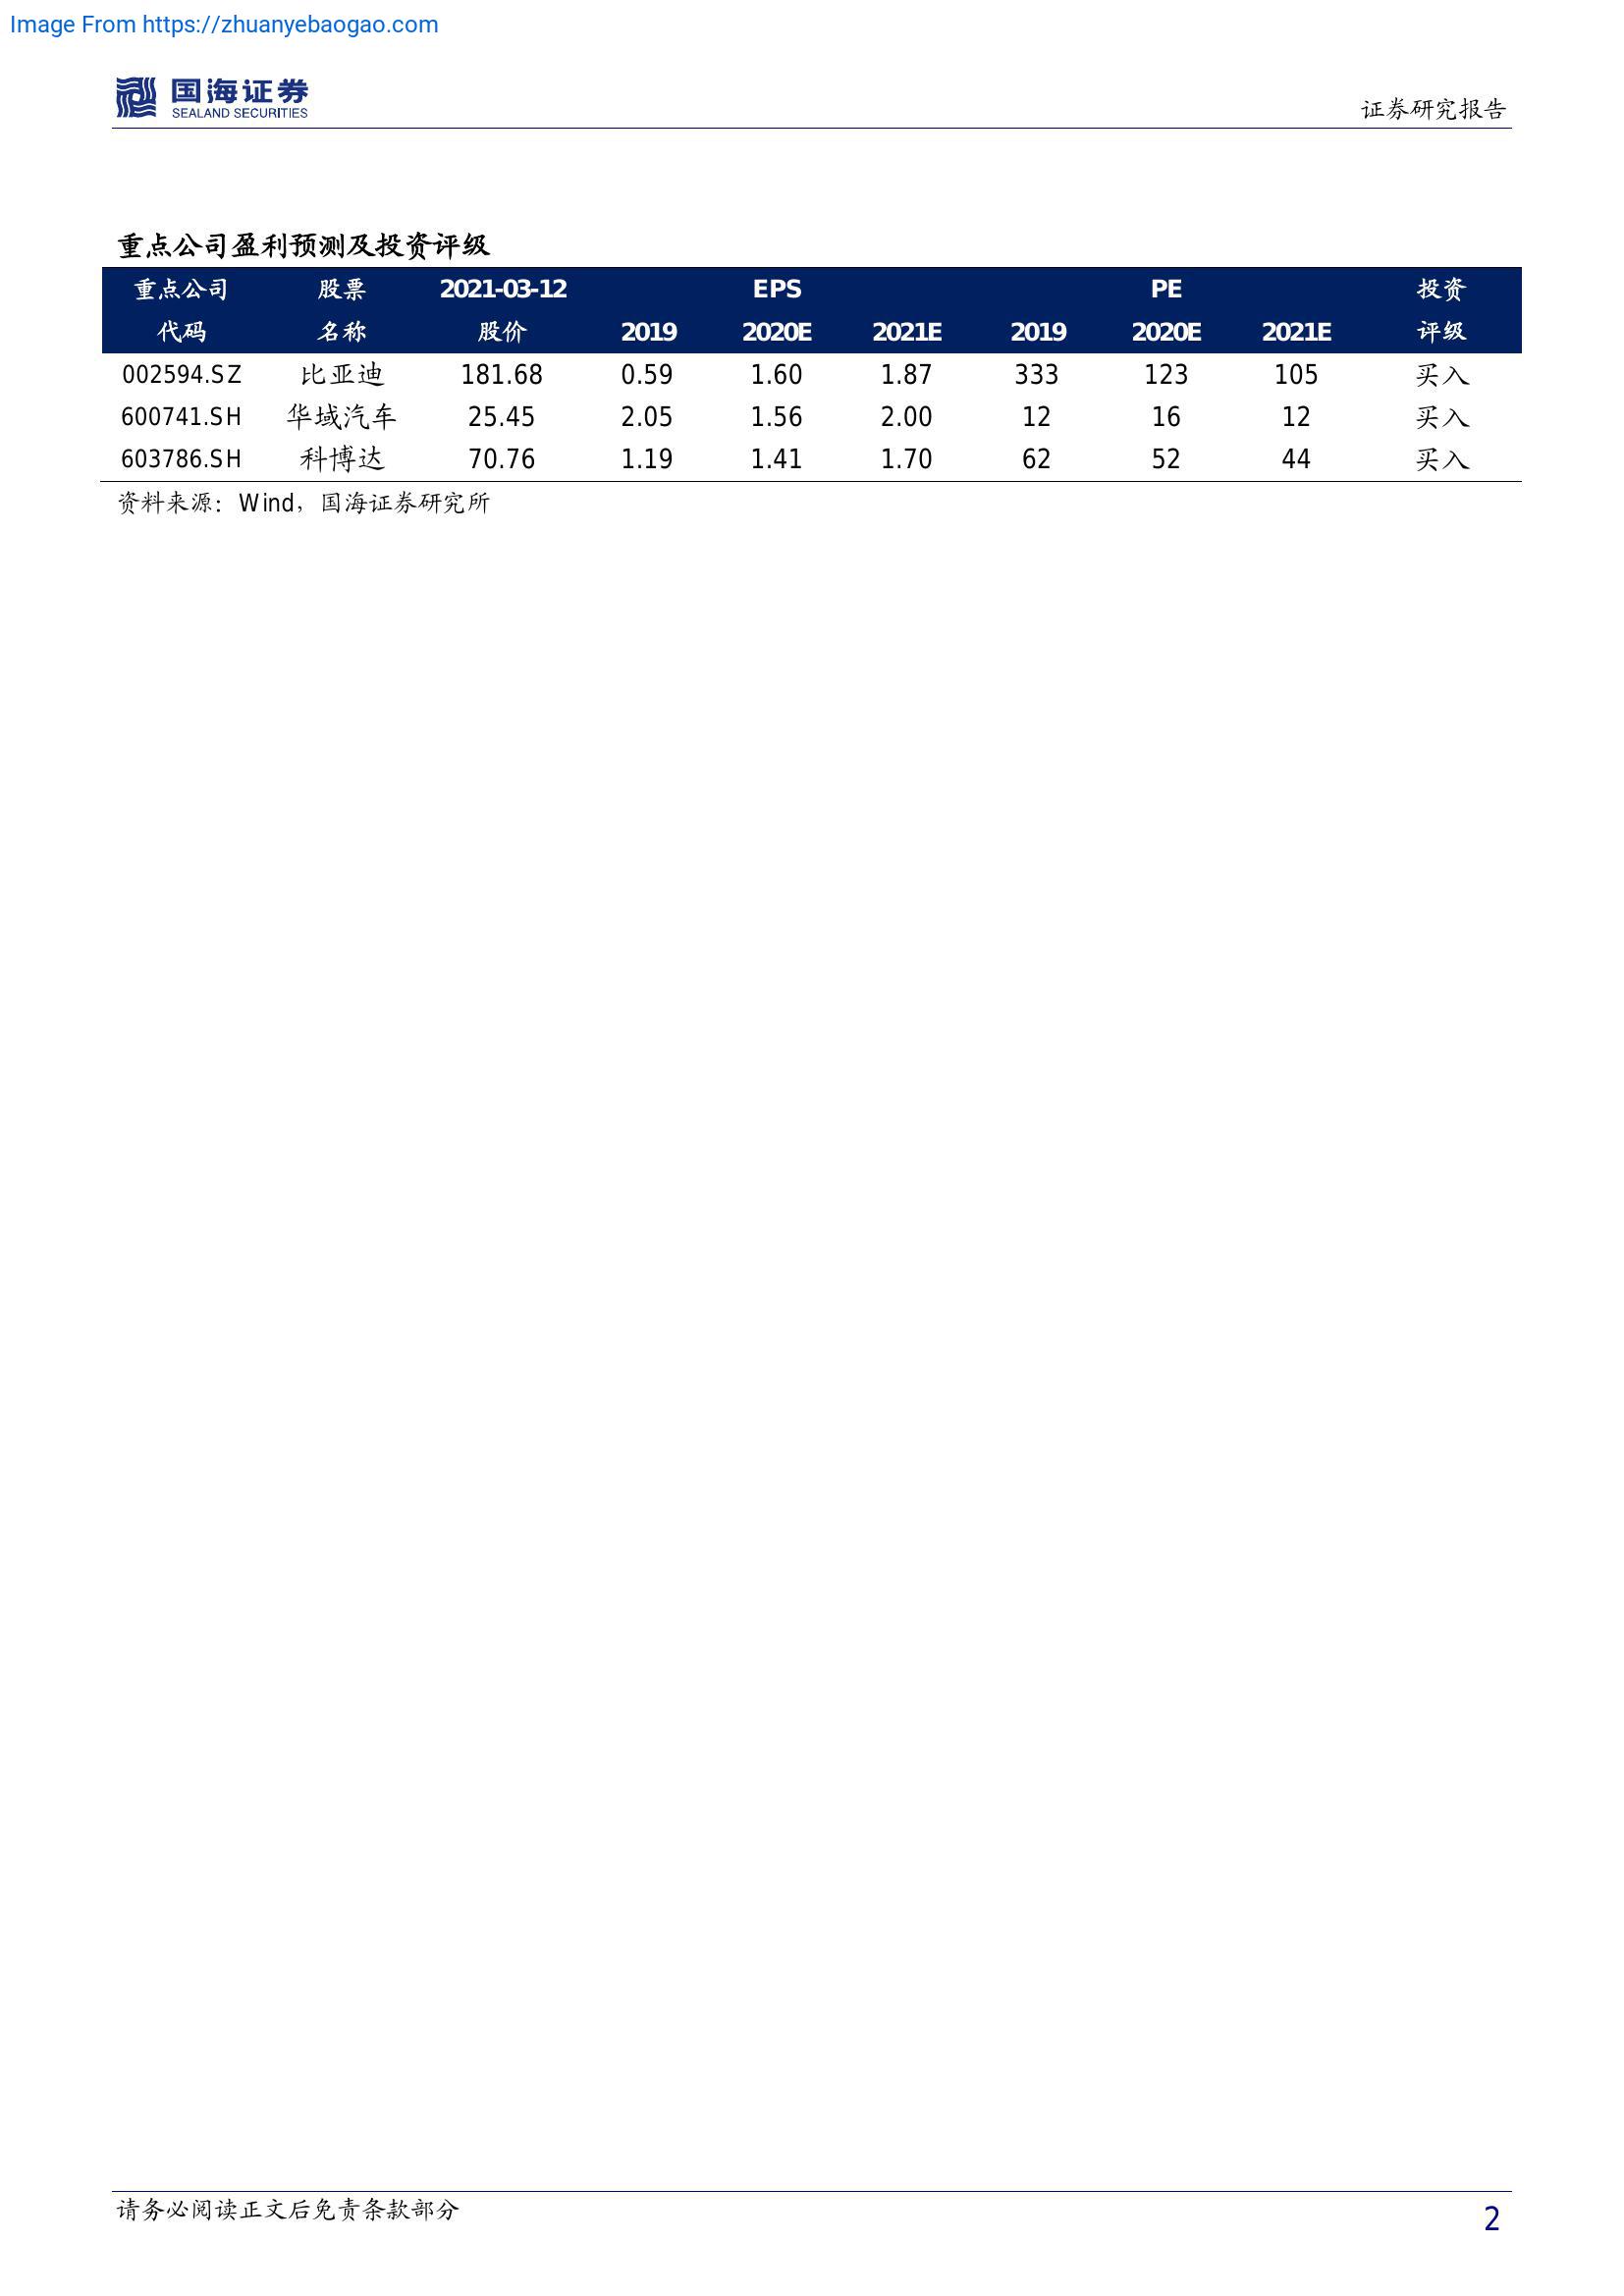 Image From https://zhuanyebaogao.com
国海证券
SEALAND SECURITIES
证券研究报告
重点公司盈利预测及投资评级
重点公司 股票 2021-03-12 EPS PE 投资
代码 名称 股价 2019 2020E 2021E 2019 2020E 2021E 评级
002594.SZ 比亚迪 181.68 0.59 1.60 1.87 333 123 105 买入
600741.SH 华域汽车 25.45 2.05 1.56 2.00 12 16 12 买入
603786.SH 科博达 70.76 1.19 1.41 1.70 62 52 44 买入
资料来源：Wind，国海证券研究所
请务必阅读正文后免责条款部分
2